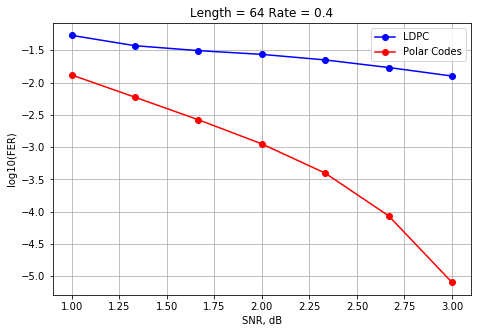 Length = 64 Rate = 0.4
LDPC
Polar Codes
log10(FER)
−1.5
−2.0
−2.5
−3.0
−3.5
−4.0
−4.5
−5.0
1.00 1.25 1.50 1.75 2.00 2.25 2.50 2.75 3.00
SNR, dB